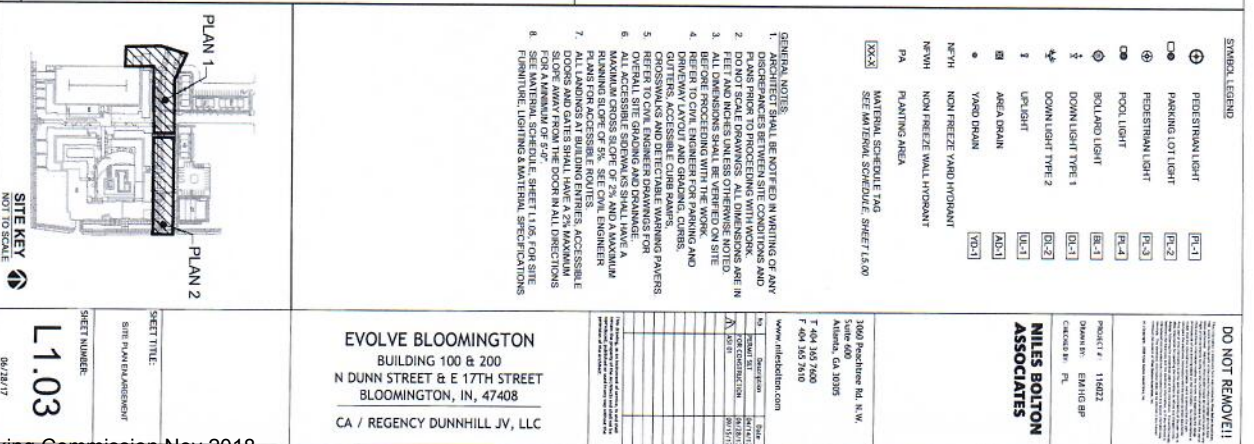 SYMBOL LEGEND
PEDESTRIAN LIGHT PL-1
PARKING LOT LIGHT PL-2
PEDESTRIAN LIGHT PL-3
POOL LIGHT PL-4
BOLLARD LIGHT BL-1
DOWN LIGHT TYPE 1 DL-1
DOWN LIGHT TYPE 2 DL-2
UPLIGHT UL-1
AREA DRAIN AD-1
YARD DRAIN YD-1
NFYH NON FREEZE YARD HYDRANT
NFWH NON FREEZE WALL HYDRANT
PA PLANTING AREA
XX-X MATERIAL SCHEDULE TAG
SEE MATERIAL SCHEDULE, SHEET L5.00
GENERAL NOTES:
1. ARCHITECT SHALL BE NOTIFIED IN WRITING OF ANY
DISCREPANCIES BETWEEN SITE CONDITIONS AND
PLANS PRIOR TO PROCEEDING WITH WORK.
2. DO NOT SCALE DRAWINGS. ALL DIMENSIONS ARE IN
FEET AND INCHES UNLESS OTHERWISE NOTED.
3. ALL DIMENSIONS SHALL BE VERIFIED ON SITE
BEFORE PROCEEDING WITH THE WORK.
4. REFER TO CIVIL ENGINEER FOR PARKING AND
DRIVEWAY LAYOUT AND GRADING, CURBS,
GUTTERS, ACCESSIBLE CURB RAMPS,
CROSSWALKS AND DETECTABLE WARNING PAVERS.
5. REFER TO CIVIL ENGINEER DRAWINGS FOR
OVERALL SITE GRADING AND DRAINAGE.
6. ALL ACCESSIBLE SIDEWALKS SHALL HAVE A
MAXIMUM CROSS SLOPE OF 2% AND A MAXIMUM
RUNNING SLOPE OF 5%. SEE CIVIL ENGINEER
PLANS FOR ACCESSIBLE ROUTES.
7. ALL LANDINGS AT BUILDING ENTRIES, ACCESSIBLE
DOORS AND GATES SHALL HAVE A 2% MAXIMUM
SLOPE AWAY FROM THE DOOR IN ALL DIRECTIONS
FOR A MINIMUM OF 5'-0".
8. SEE MATERIAL SCHEDULE, SHEET L1.05, FOR SITE
FURNITURE, LIGHTING & MATERIAL SPECIFICATIONS
PLAN 1
PLAN 2
SITE KEY
NOT TO SCALE
DO NOT REMOVE!!
PROJECT #: 116022
DRAWN BY: EM HG BP
CHECKED BY: PL
NILES BOLTON
ASSOCIATES
3060 Peachtree Rd. N.W.
Suite 600
Atlanta, GA 30305
T 404 365 7600
F 404 365 7610
www.nilesbolton.com
No Description Date
PERMIT SET
FOR CONSTRUCTION
ASI 01
EVOLVE BLOOMINGTON
BUILDING 100 & 200
N DUNN STREET & E 17TH STREET
BLOOMINGTON, IN, 47408
CA / REGENCY DUNNHILL JV, LLC
SHEET TITLE:
SITE PLAN ENLARGEMENT
SHEET NUMBER:
L1.03
06/28/17
Commission Nov 2018